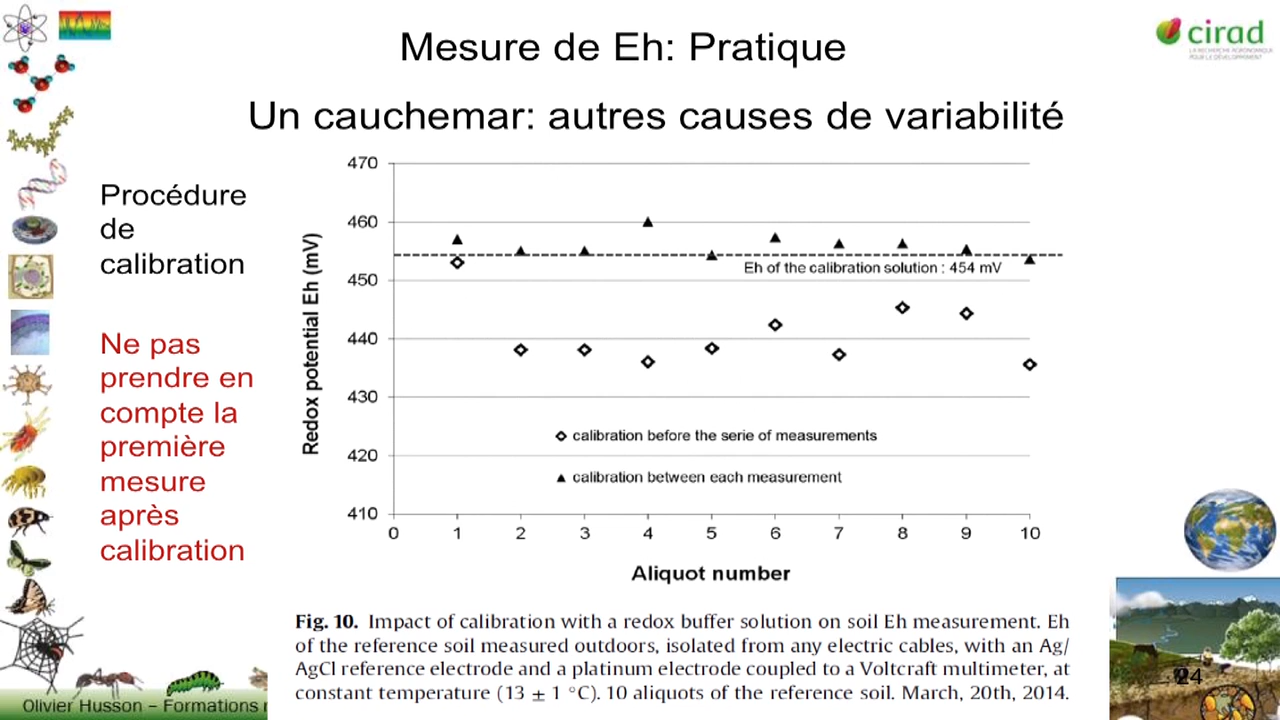 Mesure de Eh: Pratique
cirad
LA RECHERCHE AGRONOMIQUE
POUR LE DÉVELOPPEMENT
Un cauchemar: autres causes de variabilité
Procédure
de
calibration
Ne pas
prendre en
compte la
première
mesure
après
calibration
Redox potential Eh (mV)
470
460
450
440
430
420
410
Eh of the calibration solution : 454 mV
calibration before the serie of measurements
calibration between each measurement
0 1 2 3 4 5 6 7 8 9 10
Aliquot number
Fig. 10. Impact of calibration with a redox buffer solution on soil Eh measurement. Eh
of the reference soil measured outdoors, isolated from any electric cables, with an Ag/
AgCl reference electrode and a platinum electrode coupled to a Voltcraft multimeter, at
constant temperature (13 ± 1 °C). 10 aliquots of the reference soil. March, 20th, 2014.
Olivier Husson – Formations